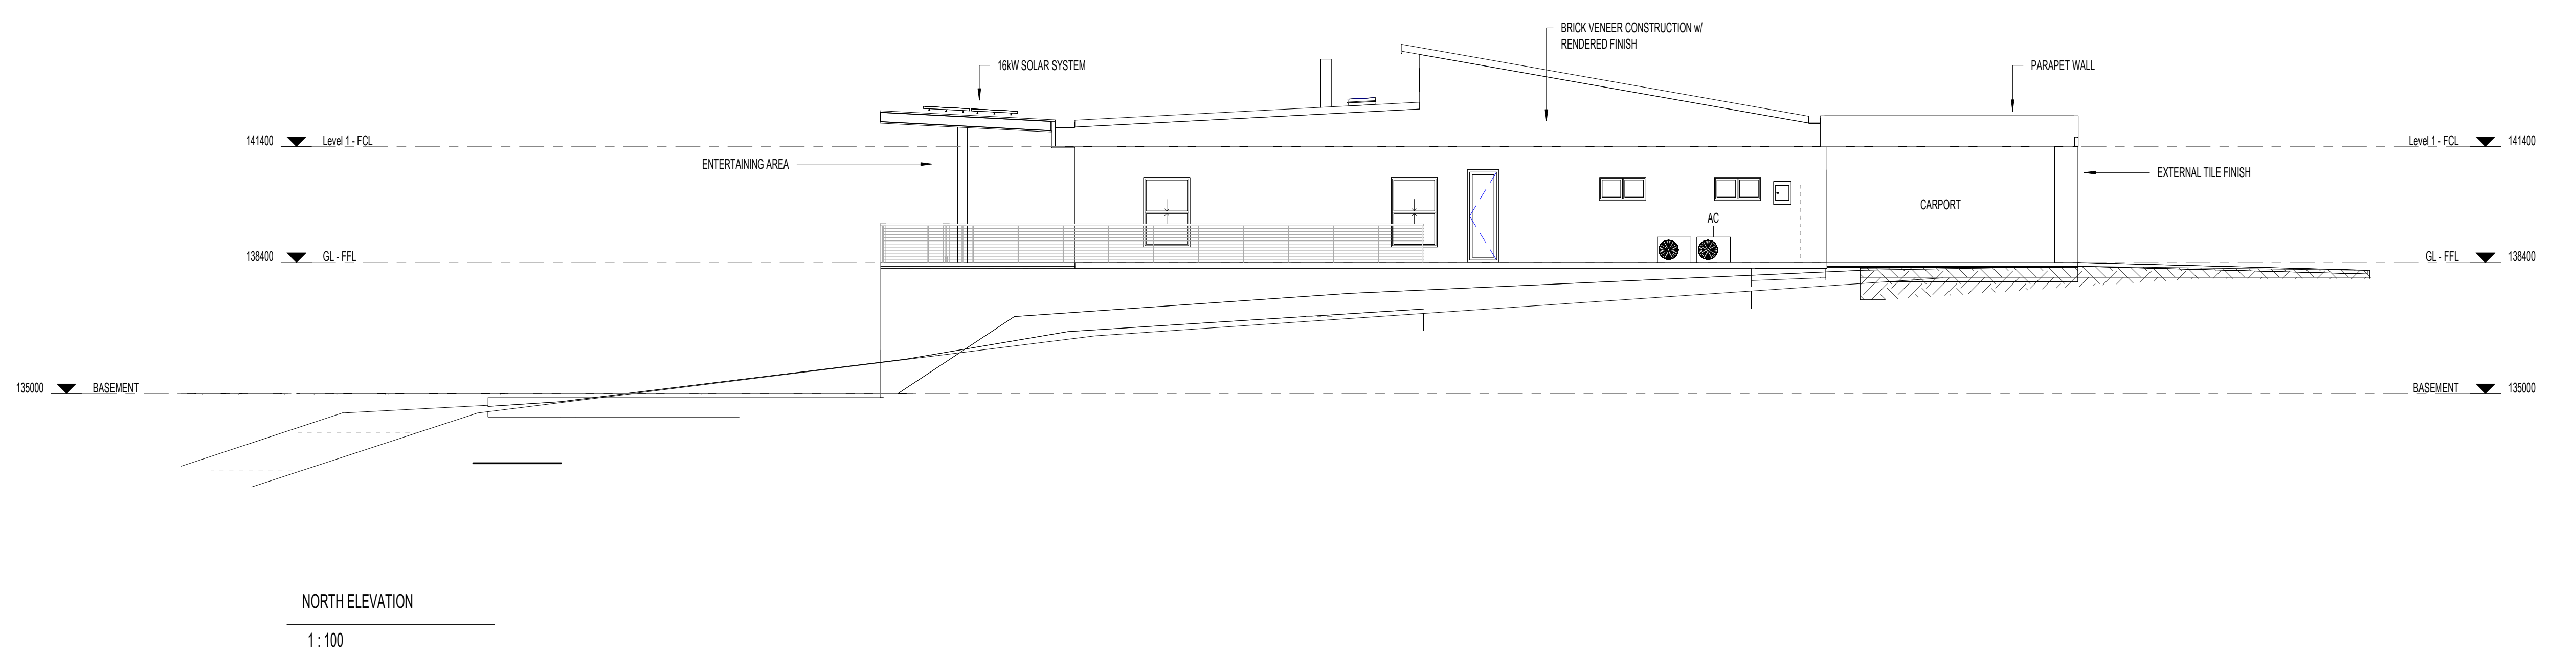 BRICK VENEER CONSTRUCTION w/
RENDERED FINISH
16kW SOLAR SYSTEM
PARAPET WALL
141400 Level 1 - FCL
Level 1 - FCL 141400
ENTERTAINING AREA
EXTERNAL TILE FINISH
CARPORT
AC
138400 GL - FFL
GL - FFL 138400
135000 BASEMENT
BASEMENT 135000
NORTH ELEVATION
1 : 100